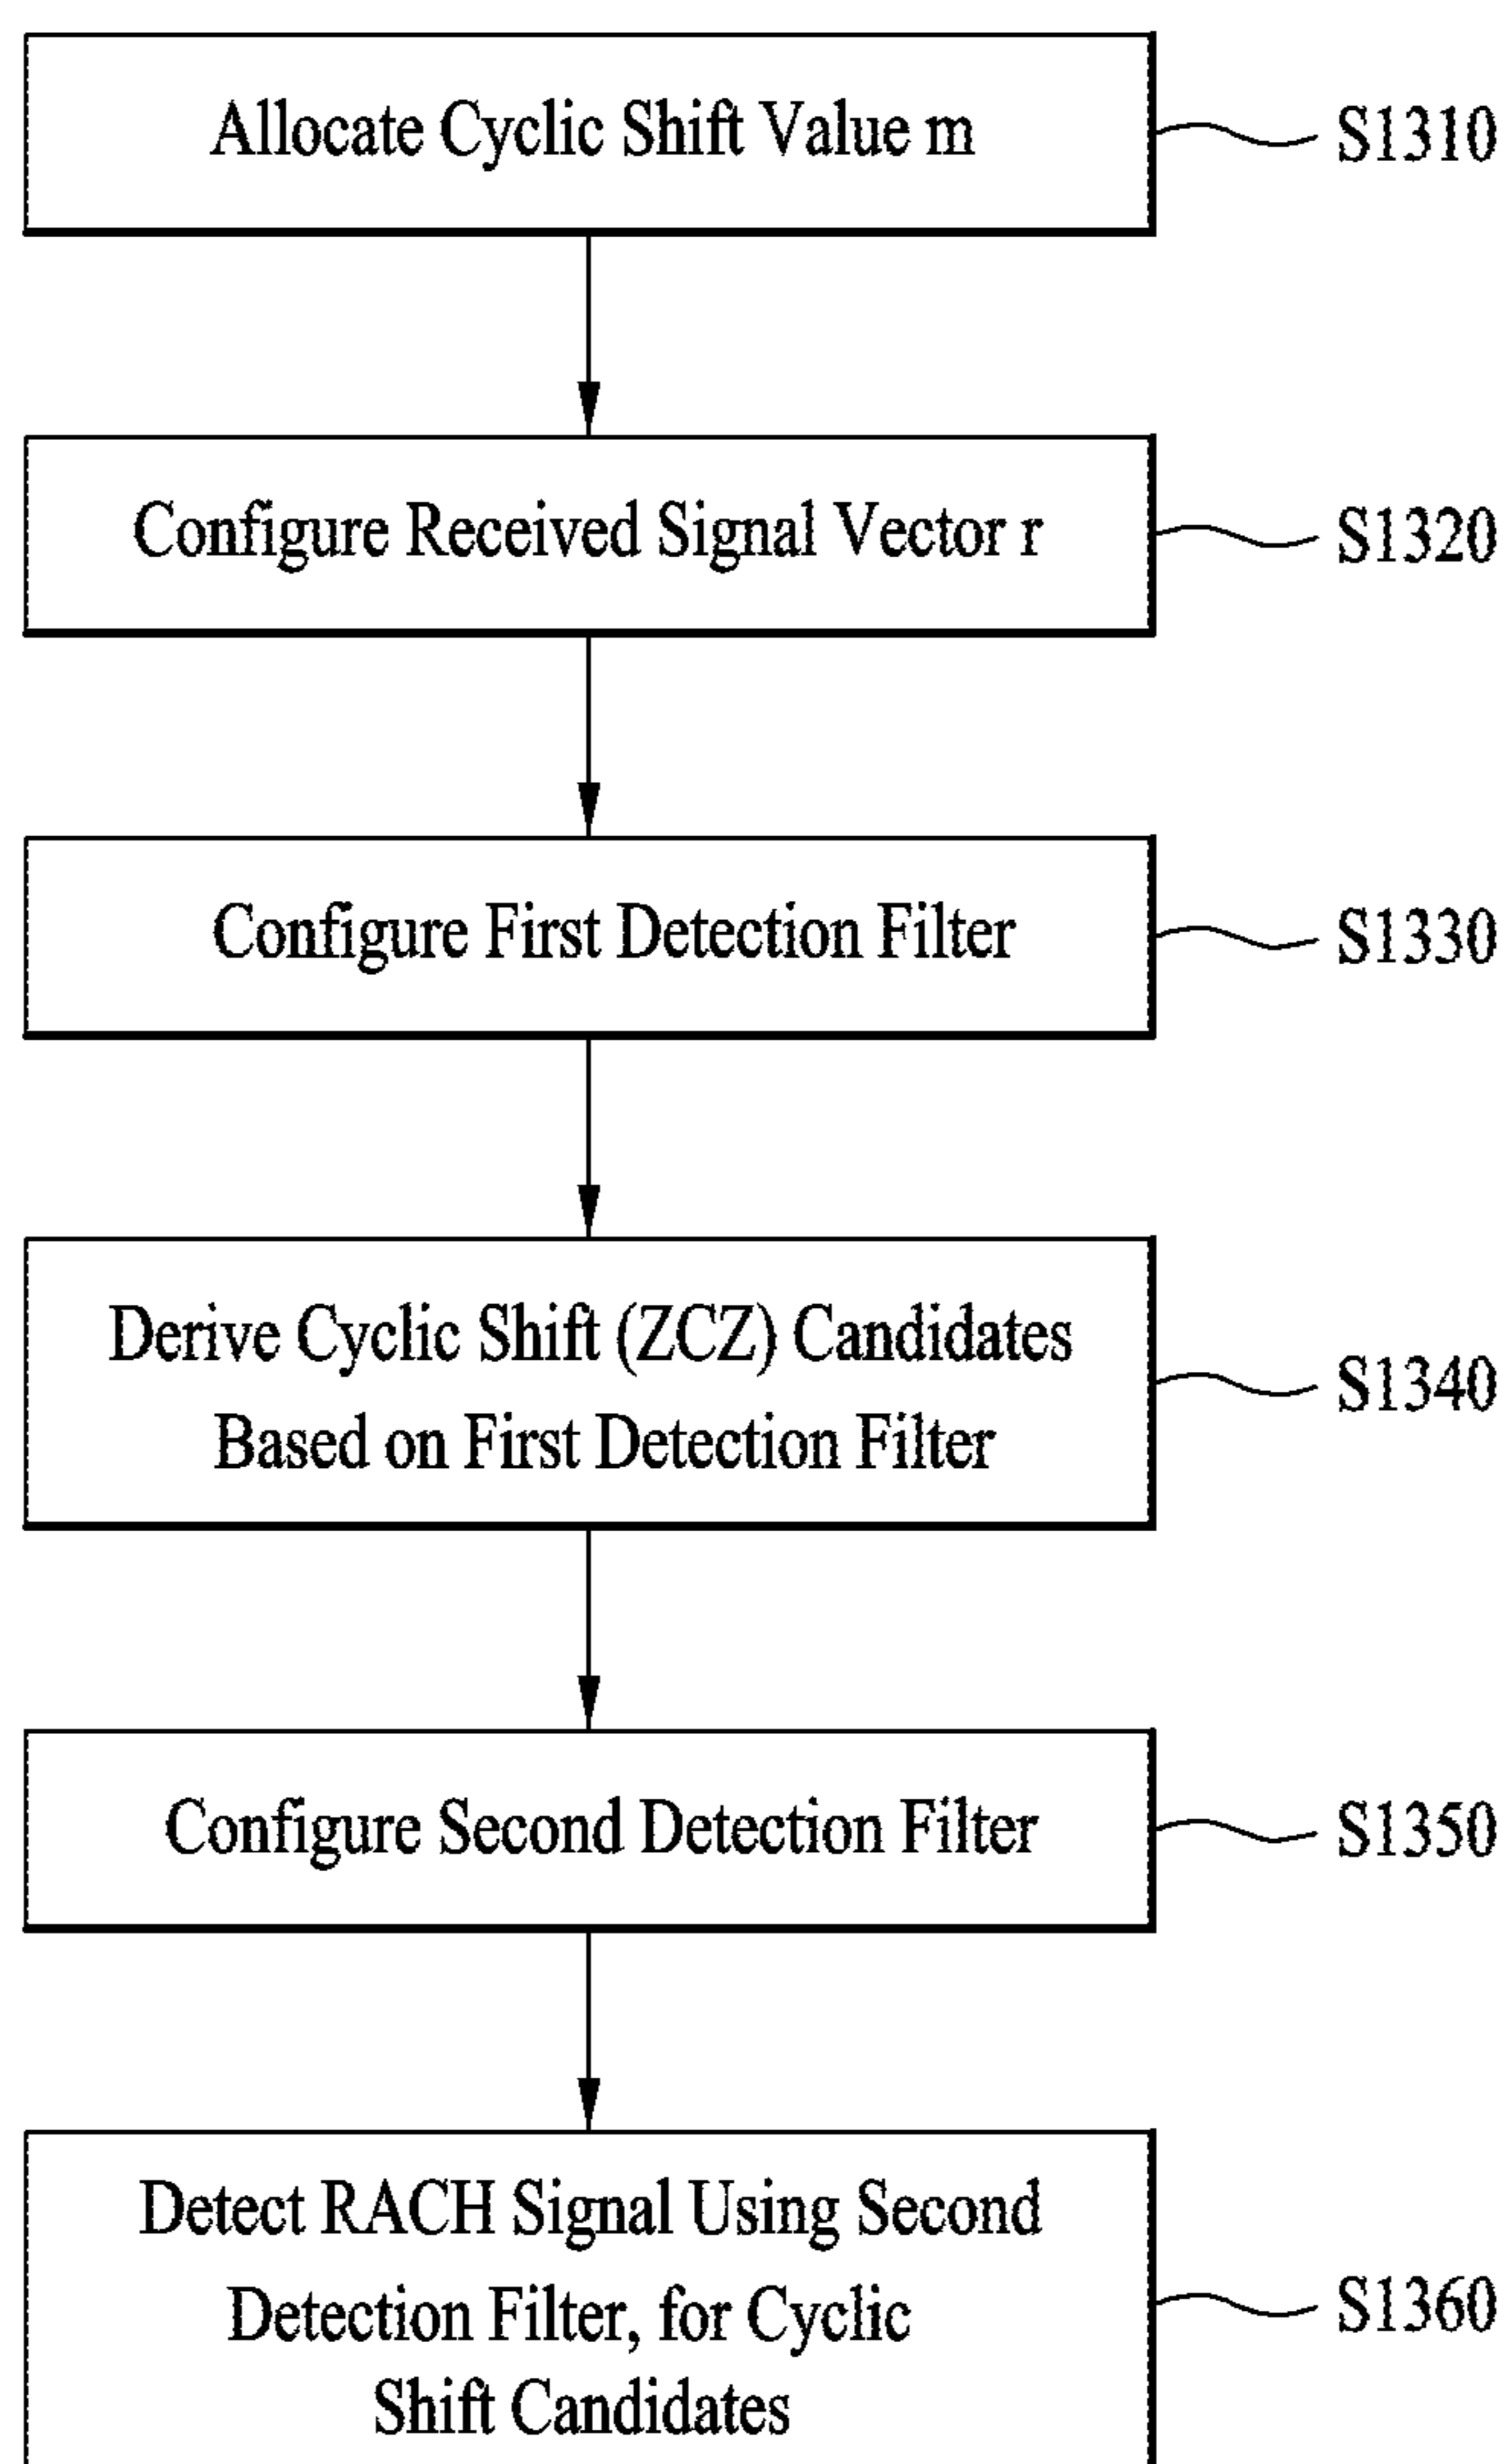 Allocate Cyclic Shift Value m
S1310
Configure Received Signal Vector r
S1320
Configure First Detection Filter
S1330
Derive Cyclic Shift (ZCZ) Candidates
Based on First Detection Filter
S1340
Configure Second Detection Filter
S1350
Detect RACH Signal Using Second
Detection Filter, for Cyclic
Shift Candidates
S1360